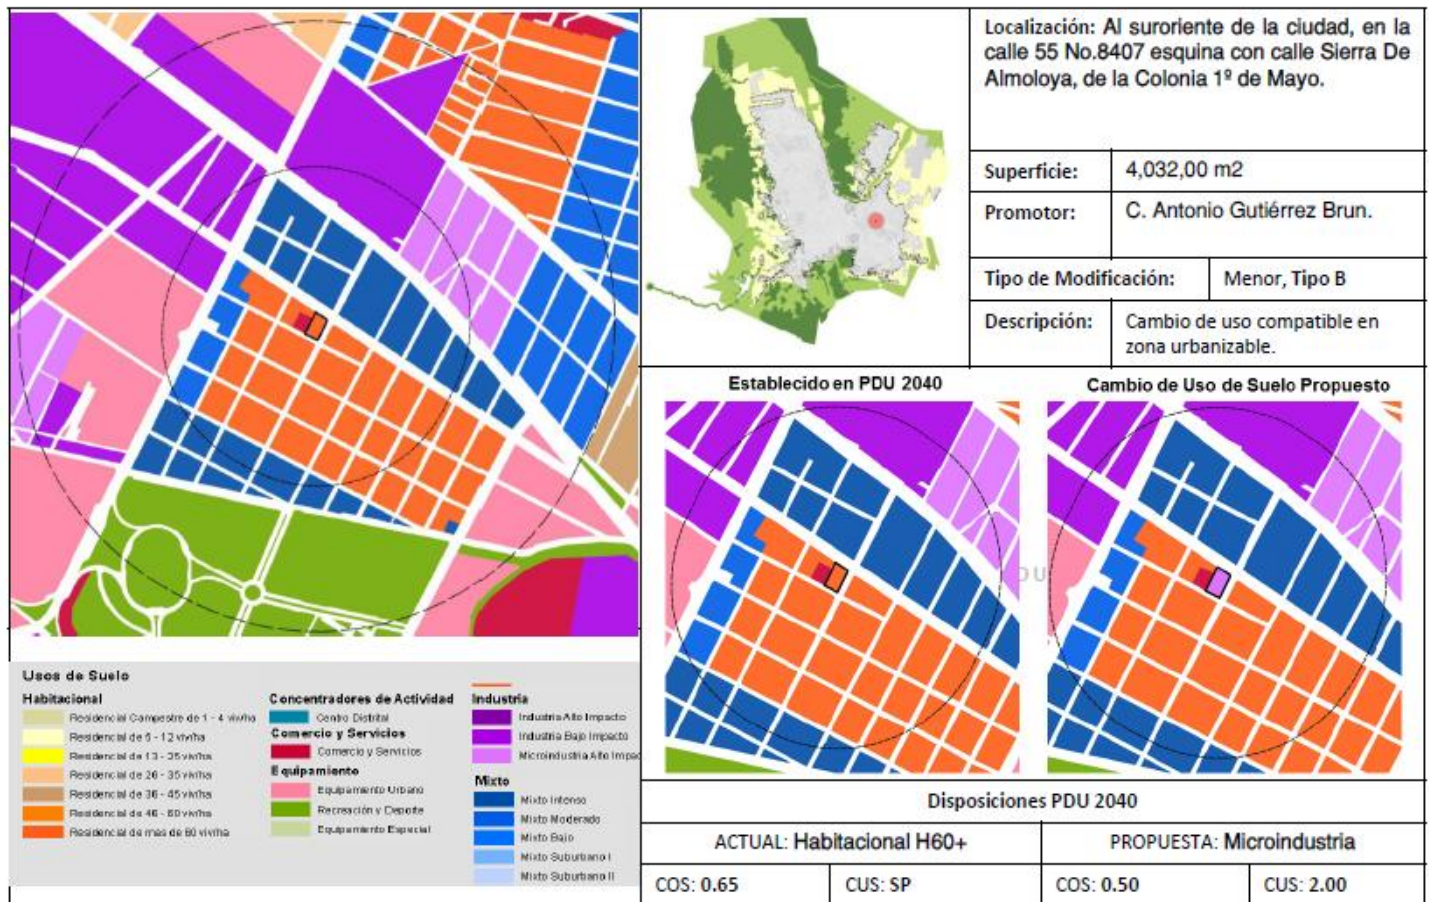 Localización: Al suroriente de la ciudad, en la
calle 55 No.8407 esquina con calle Sierra De
Almoloya, de la Colonia 1º de Mayo.
Superficie: 4,032,00 m2
Promotor: C. Antonio Gutiérrez Brun.
Tipo de Modificación: Menor, Tipo B
Descripción: Cambio de uso compatible en
zona urbanizable.
Establecido en PDU 2040
Cambio de Uso de Suelo Propuesto
DU
Usos de Suelo
Habitacional
Residencial Campestre de 1 - 4 viv/ha
Residencial de 5 - 12 viv/ha
Residencial de 13 - 25 viv/ha
Residencial de 26 - 35 viv/ha
Residencial de 36 - 45 viv/ha
Residencial de 46 - 60 viv/ha
Residencial de mas de 60 viv/ha
Concentradores de Actividad
Centro Distrital
Comercio y Servicios
Comercio y Servicios
Equipamiento
Equipamiento Urbano
Recreación y Deporte
Equipamiento Especial
Industria
Industria Alto Impacto
Industria Bajo Impacto
Microindustria Alto Impac
Mixto
Mixto Intenso
Mixto Moderado
Mixto Bajo
Mixto Suburbano I
Mixto Suburbano II
Disposiciones PDU 2040
ACTUAL: Habitacional H60+
PROPUESTA: Microindustria
COS: 0.65
CUS: SP
COS: 0.50
CUS: 2.00